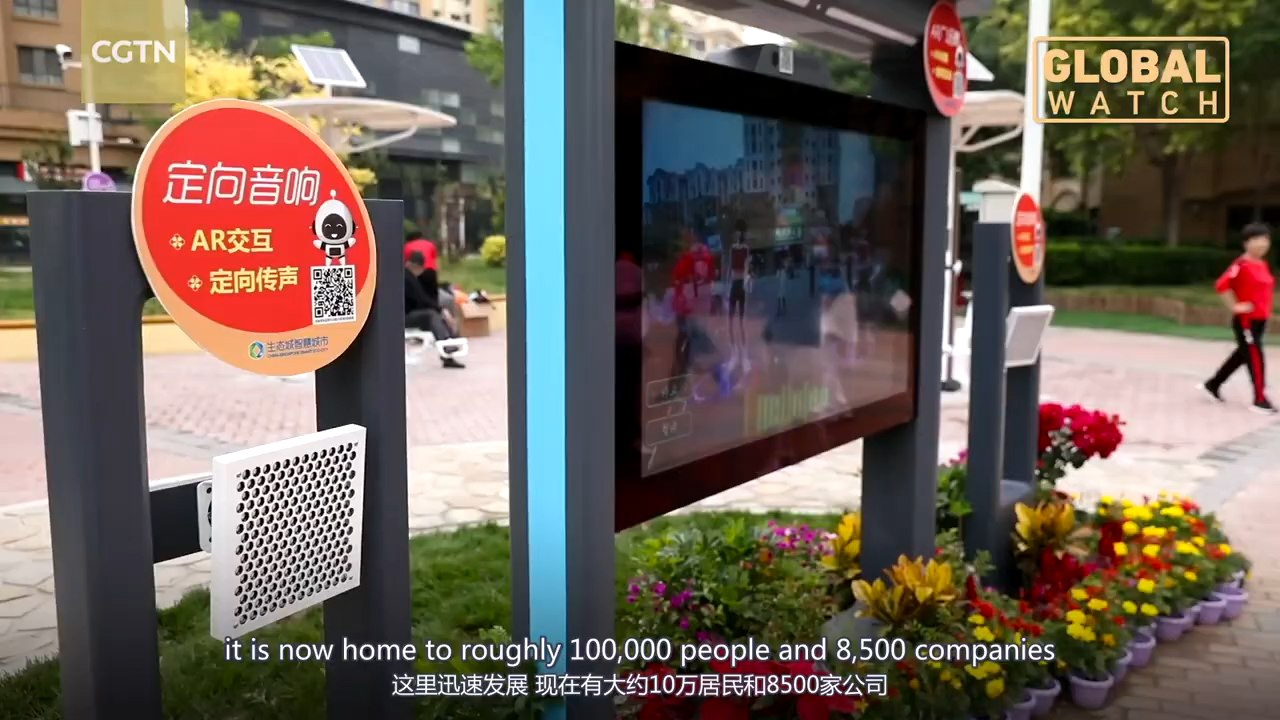 CGTN
GLOBAL
WATCH
定向音响
AR交互
定向传声
生态城智慧城市
it is now home to roughly 100,000 people and 8,500 companies
这里迅速发展 现在有大约10万居民和8500家公司